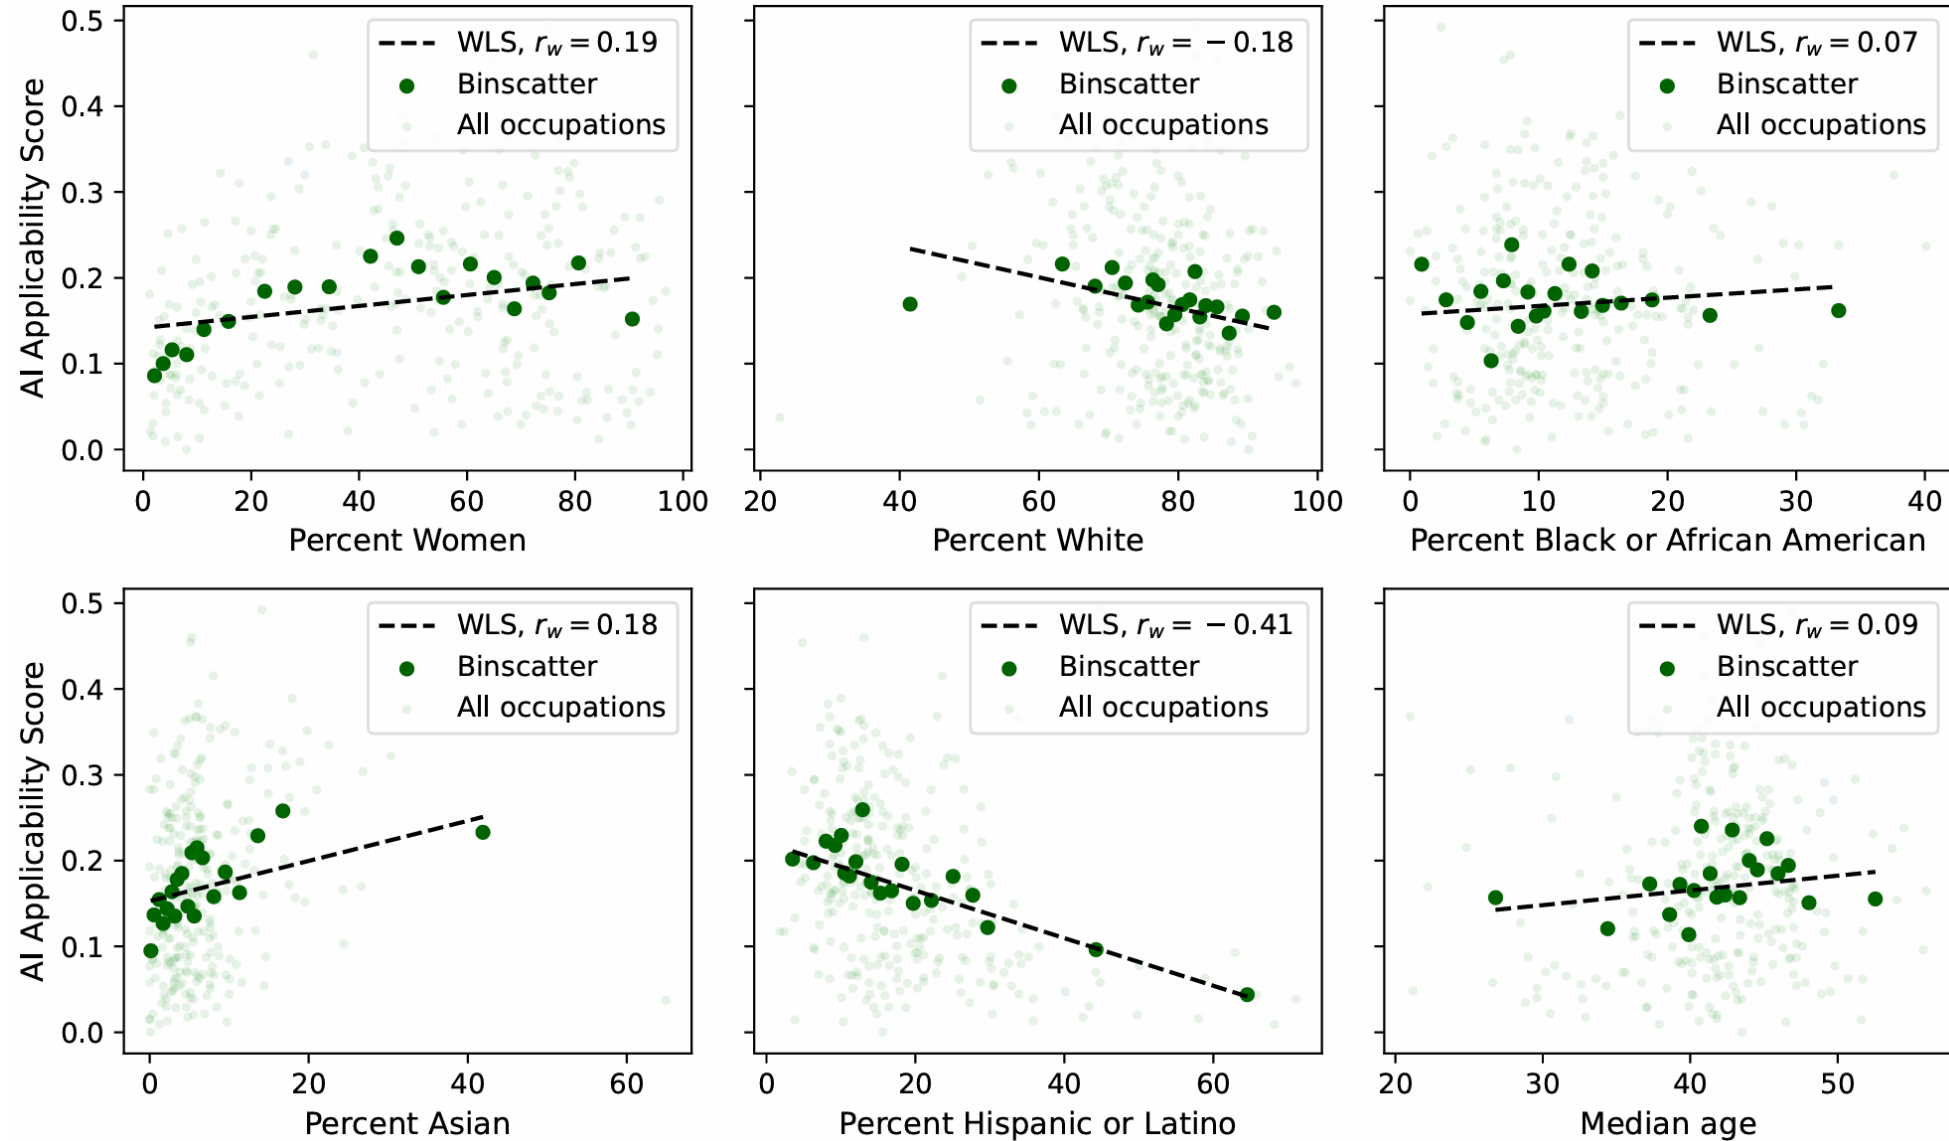 WLS, r_w = 0.19
Binscatter
All occupations
AI Applicability Score
0.5
0.4
0.3
0.2
0.1
0.0
0 20 40 60 80 100
Percent Women
WLS, r_w = −0.18
Binscatter
All occupations
20 40 60 80 100
Percent White
WLS, r_w = 0.07
Binscatter
All occupations
0 10 20 30 40
Percent Black or African American
WLS, r_w = 0.18
Binscatter
All occupations
AI Applicability Score
0.5
0.4
0.3
0.2
0.1
0.0
0 20 40 60
Percent Asian
WLS, r_w = −0.41
Binscatter
All occupations
0 20 40 60
Percent Hispanic or Latino
WLS, r_w = 0.09
Binscatter
All occupations
20 30 40 50
Median age